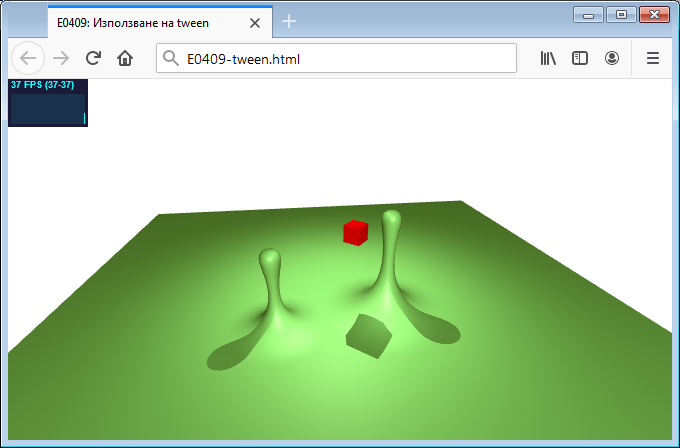 E0409: Използване на tween
E0409-tween.html
37 FPS (37-37)